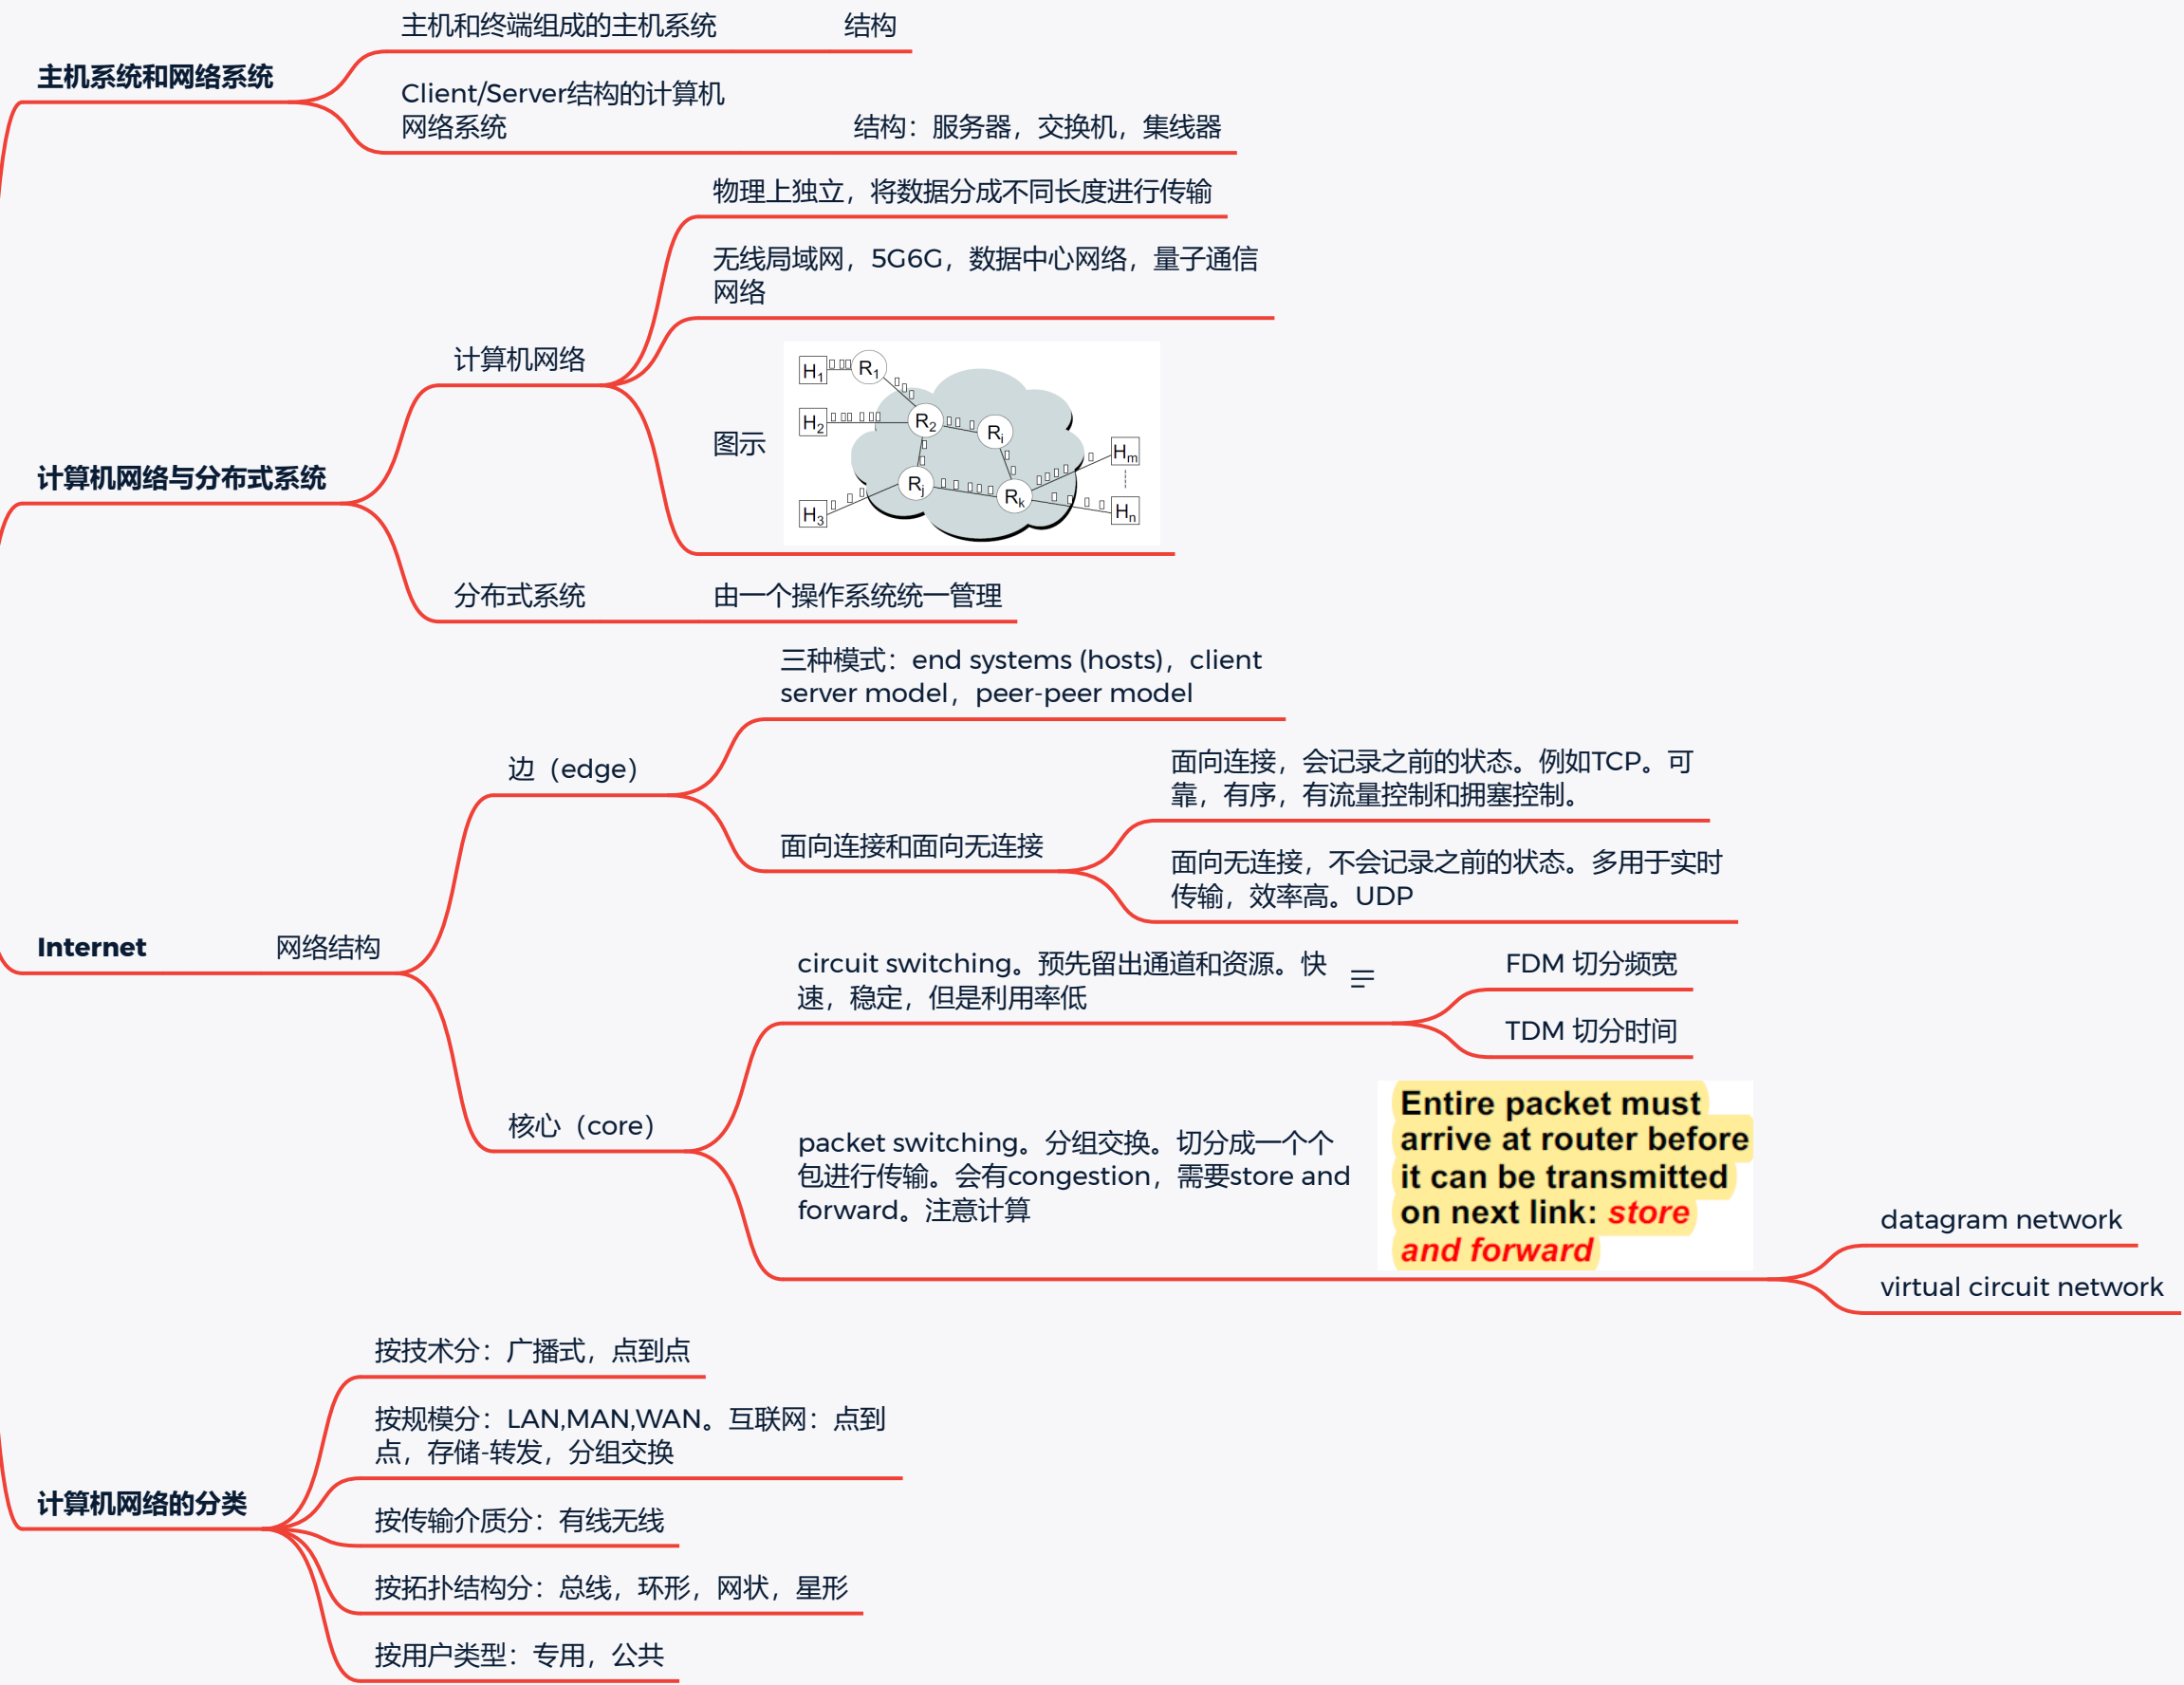 主机系统和网络系统
主机和终端组成的主机系统
结构
Client/Server结构的计算机
网络系统
结构：服务器，交换机，集线器
计算机网络与分布式系统
计算机网络
物理上独立，将数据分成不同长度进行传输
无线局域网，5G6G，数据中心网络，量子通信
网络
图示
H1
R1
H2
R2
Ri
Hm
Rj
Rk
H3
Hn
分布式系统
由一个操作系统统一管理
Internet
网络结构
边（edge）
三种模式：end systems (hosts)，client
server model，peer-peer model
面向连接和面向无连接
面向连接，会记录之前的状态。例如TCP。可
靠，有序，有流量控制和拥塞控制。
面向无连接，不会记录之前的状态。多用于实时
传输，效率高。UDP
核心（core）
circuit switching。预先留出通道和资源。快
速，稳定，但是利用率低
FDM 切分频宽
TDM 切分时间
packet switching。分组交换。切分成一个个
包进行传输。会有congestion，需要store and
forward。注意计算
Entire packet must
arrive at router before
it can be transmitted
on next link: store
and forward
datagram network
virtual circuit network
计算机网络的分类
按技术分：广播式，点到点
按规模分：LAN,MAN,WAN。互联网：点到
点，存储-转发，分组交换
按传输介质分：有线无线
按拓扑结构分：总线，环形，网状，星形
按用户类型：专用，公共